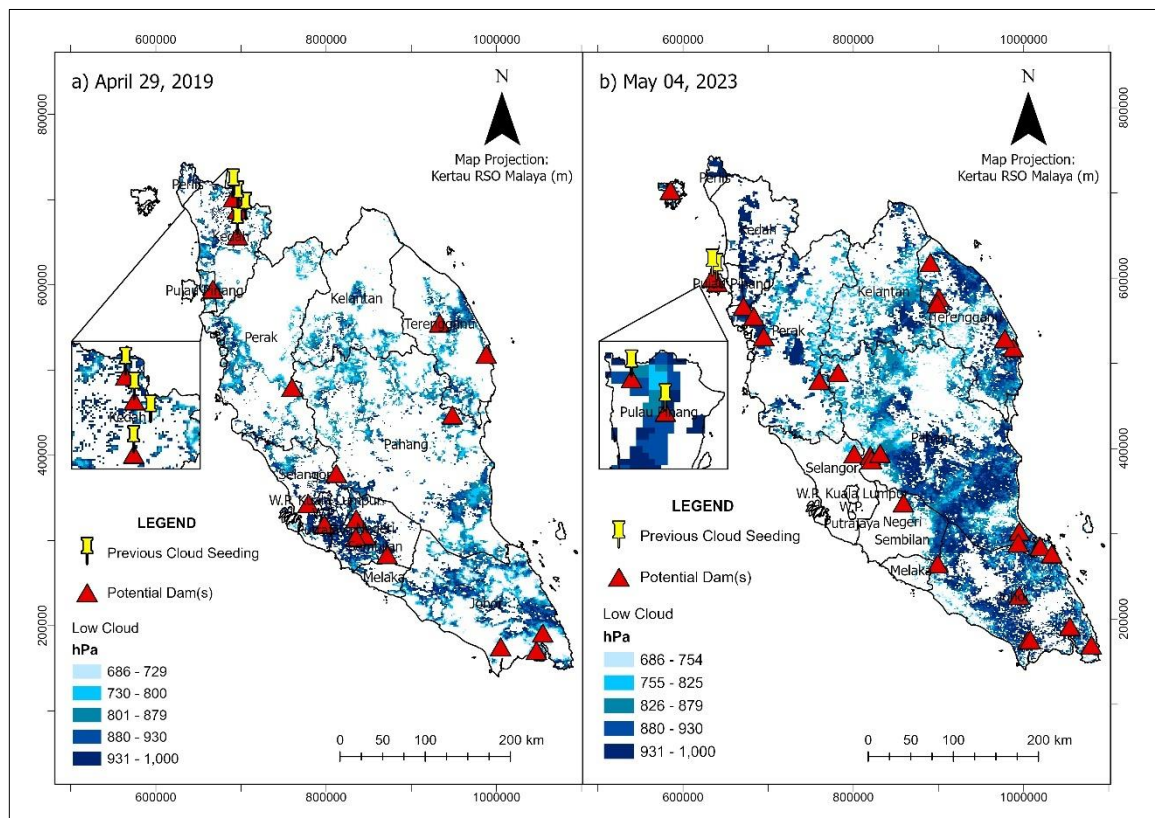 600000 800000 1000000 600000 800000 1000000
a) April 29, 2019
N
Map Projection:
Kertau RSO Malaya (m)
b) May 04, 2023
N
Map Projection:
Kertau RSO Malaya (m)
800000
600000
400000
200000
Perlis
Kedah
Pulau Pinang
Perak
Kelantan
Terengganu
Pahang
Selangor
W.P. Kuala Lumpur
Melaka
Johor
Kedah
LEGEND
Previous Cloud Seeding
Potential Dam(s)
Low Cloud
hPa
686 - 729
730 - 800
801 - 879
880 - 930
931 - 1,000
0 50 100 200 km
Perlis
Kedah
Pulau Pinang
Perak
Kelantan
Terengganu
Pahang
Selangor
W.P. Kuala Lumpur
W.P.
Putrajaya
Negeri
Sembilan
Melaka
Pulau Pinang
LEGEND
Previous Cloud Seeding
Potential Dam(s)
Low Cloud
hPa
686 - 754
755 - 825
826 - 879
880 - 930
931 - 1,000
0 50 100 200 km
800000
600000
400000
200000
600000 800000 1000000 600000 800000 1000000